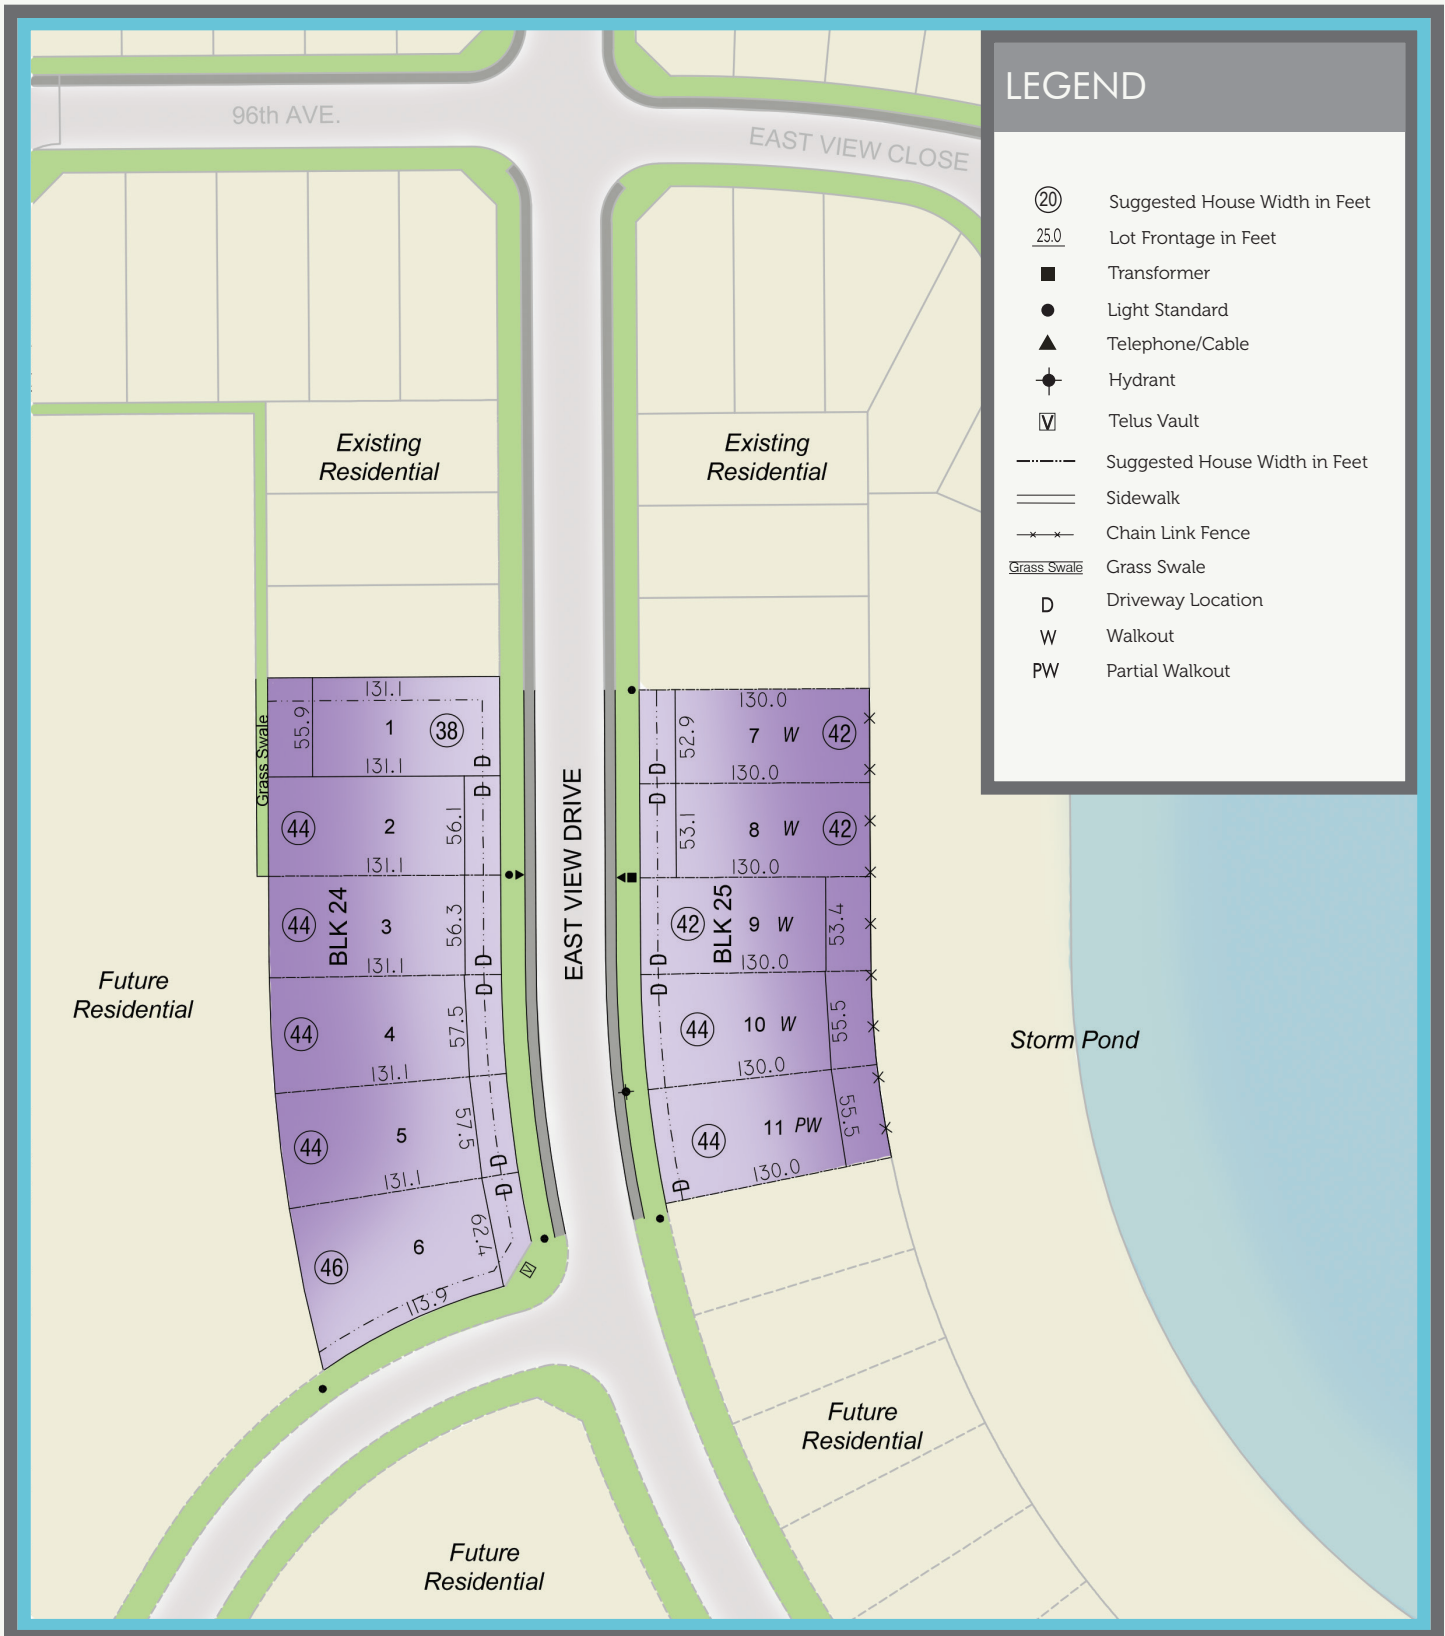 96th AVE.
EAST VIEW CLOSE
LEGEND
20 Suggested House Width in Feet
25.0 Lot Frontage in Feet
Transformer
Light Standard
Telephone/Cable
Hydrant
V Telus Vault
Suggested House Width in Feet
Sidewalk
Chain Link Fence
Grass Swale Grass Swale
D Driveway Location
W Walkout
PW Partial Walkout
Existing
Residential
Existing
Residential
Grass Swale
131.1
55.9
1
38
131.1
D
D
44
2
56.1
131.1
BLK 24
44
3
56.3
131.1
D
D
44
4
57.5
131.1
44
5
57.5
131.1
D
D
46
6
62.4
113.9
V
EAST VIEW DRIVE
130.0
52.9
7 W
42
130.0
D
D
53.1
8 W
42
130.0
BLK 25
42
9 W
53.4
130.0
D
D
44
10 W
55.5
130.0
44
11 PW
55.5
130.0
D
Future
Residential
Storm Pond
Future
Residential
Future
Residential